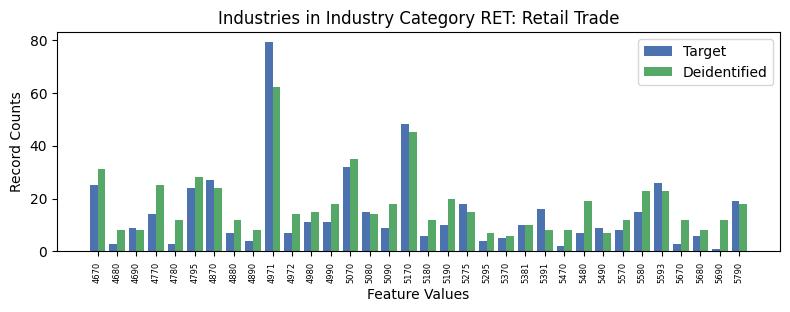 Industries in Industry Category RET: Retail Trade
Target
Deidentified
Record Counts
80
60
40
20
0
4670 4680 4690 4770 4780 4795 4870 4880 4890 4971 4972 4980 4990 5070 5080 5090 5170 5180 5190 5275 5295 5370 5381 5391 5470 5480 5490 5570 5580 5593 5670 5680 5690 5790
Feature Values